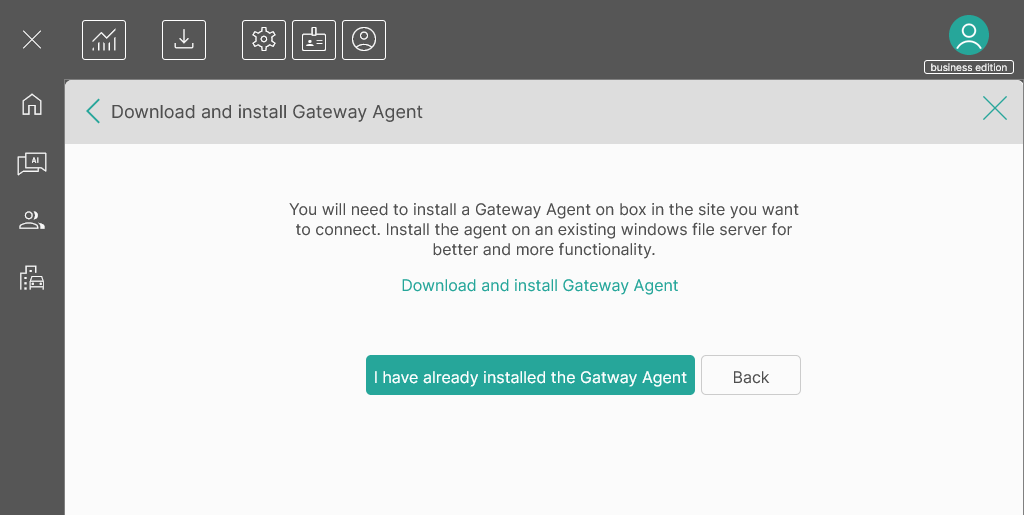 business edition
Download and install Gateway Agent
AI
You will need to install a Gateway Agent on box in the site you want
to connect. Install the agent on an existing windows file server for
better and more functionality.
Download and install Gateway Agent
I have already installed the Gatway Agent
Back